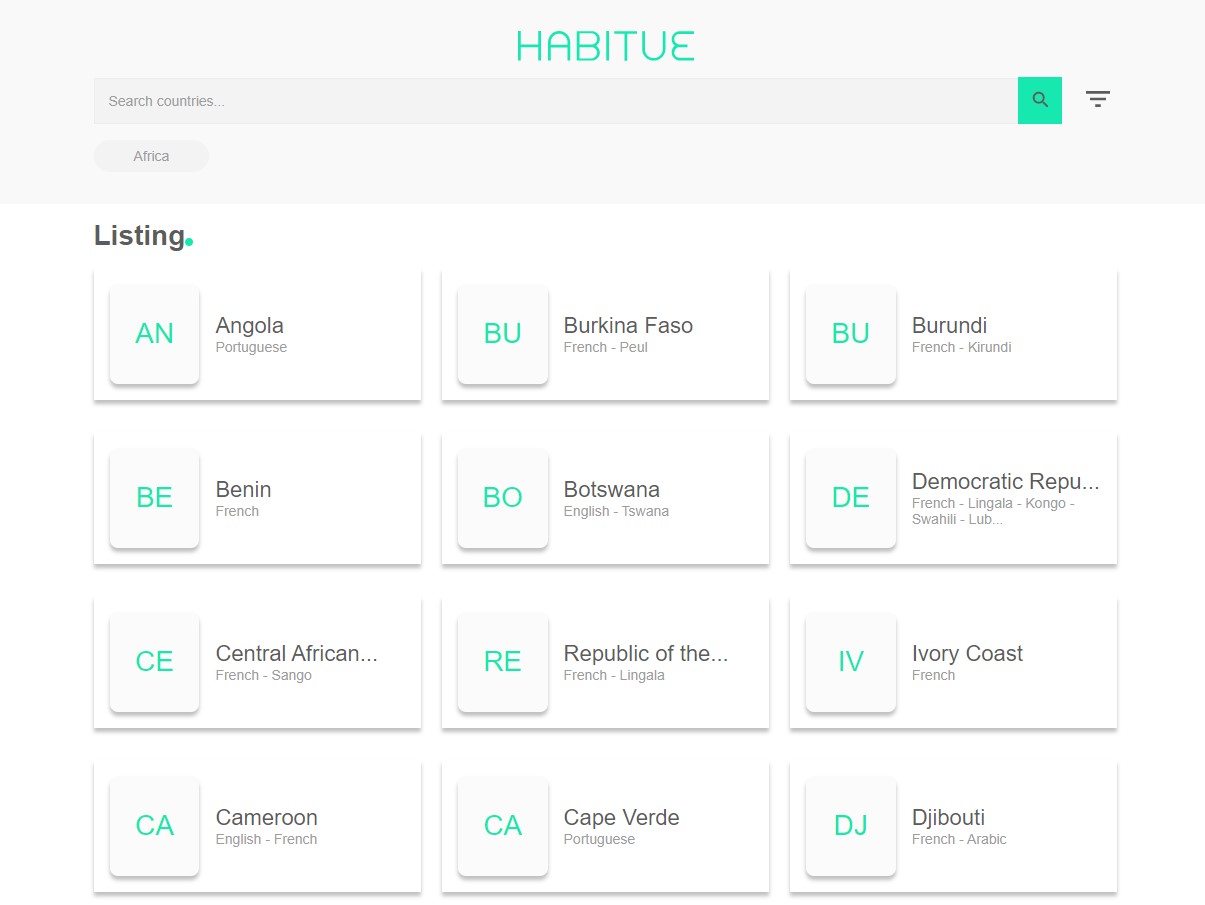 HABITUE
Search countries...
Africa
Listing.
AN
Angola
Portuguese
BU
Burkina Faso
French - Peul
BU
Burundi
French - Kirundi
BE
Benin
French
BO
Botswana
English - Tswana
DE
Democratic Repu...
French - Lingala - Kongo -
Swahili - Lub...
CE
Central African...
French - Sango
RE
Republic of the...
French - Lingala
IV
Ivory Coast
French
CA
Cameroon
English - French
CA
Cape Verde
Portuguese
DJ
Djibouti
French - Arabic